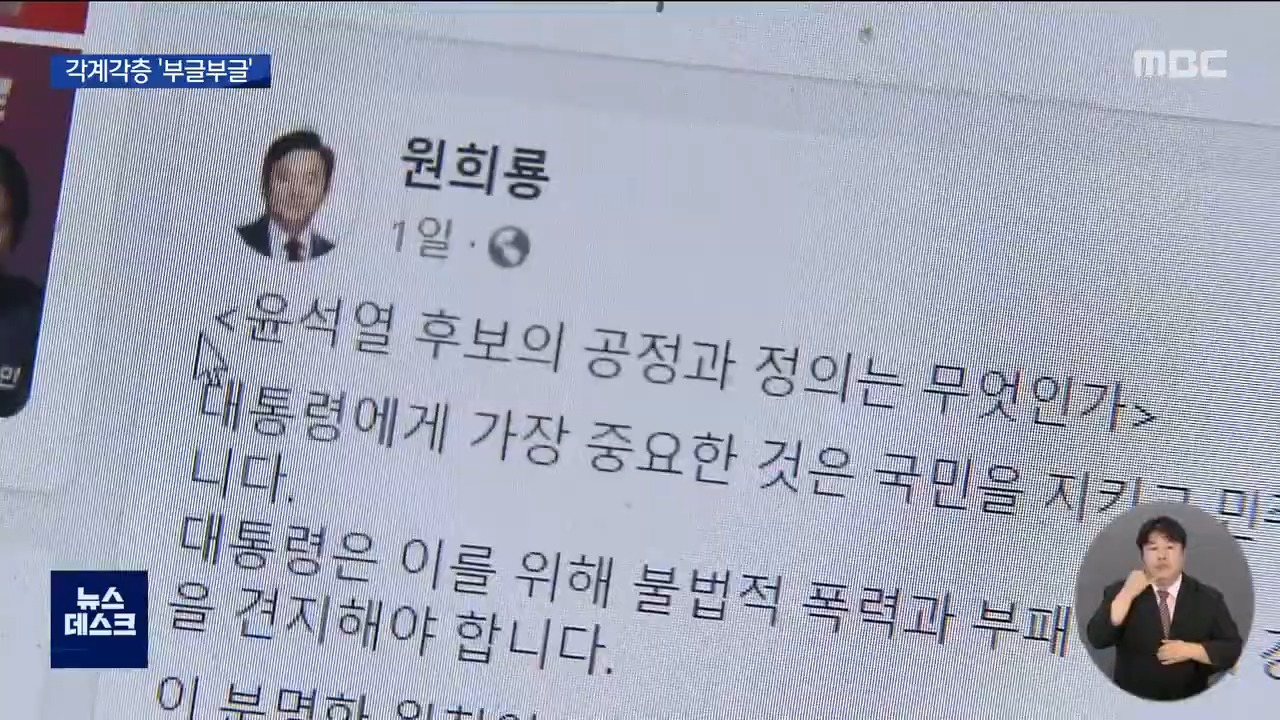 각계각층 '부글부글'
MBC
원희룡
1일 ·
<윤석열 후보의 공정과 정의는 무엇인가>
대통령에게 가장 중요한 것은 국민을 지키고
니다.
대통령은 이를 위해 불법적 폭력과 부패
을 견지해야 합니다.
이 분명한
뉴스
데스크